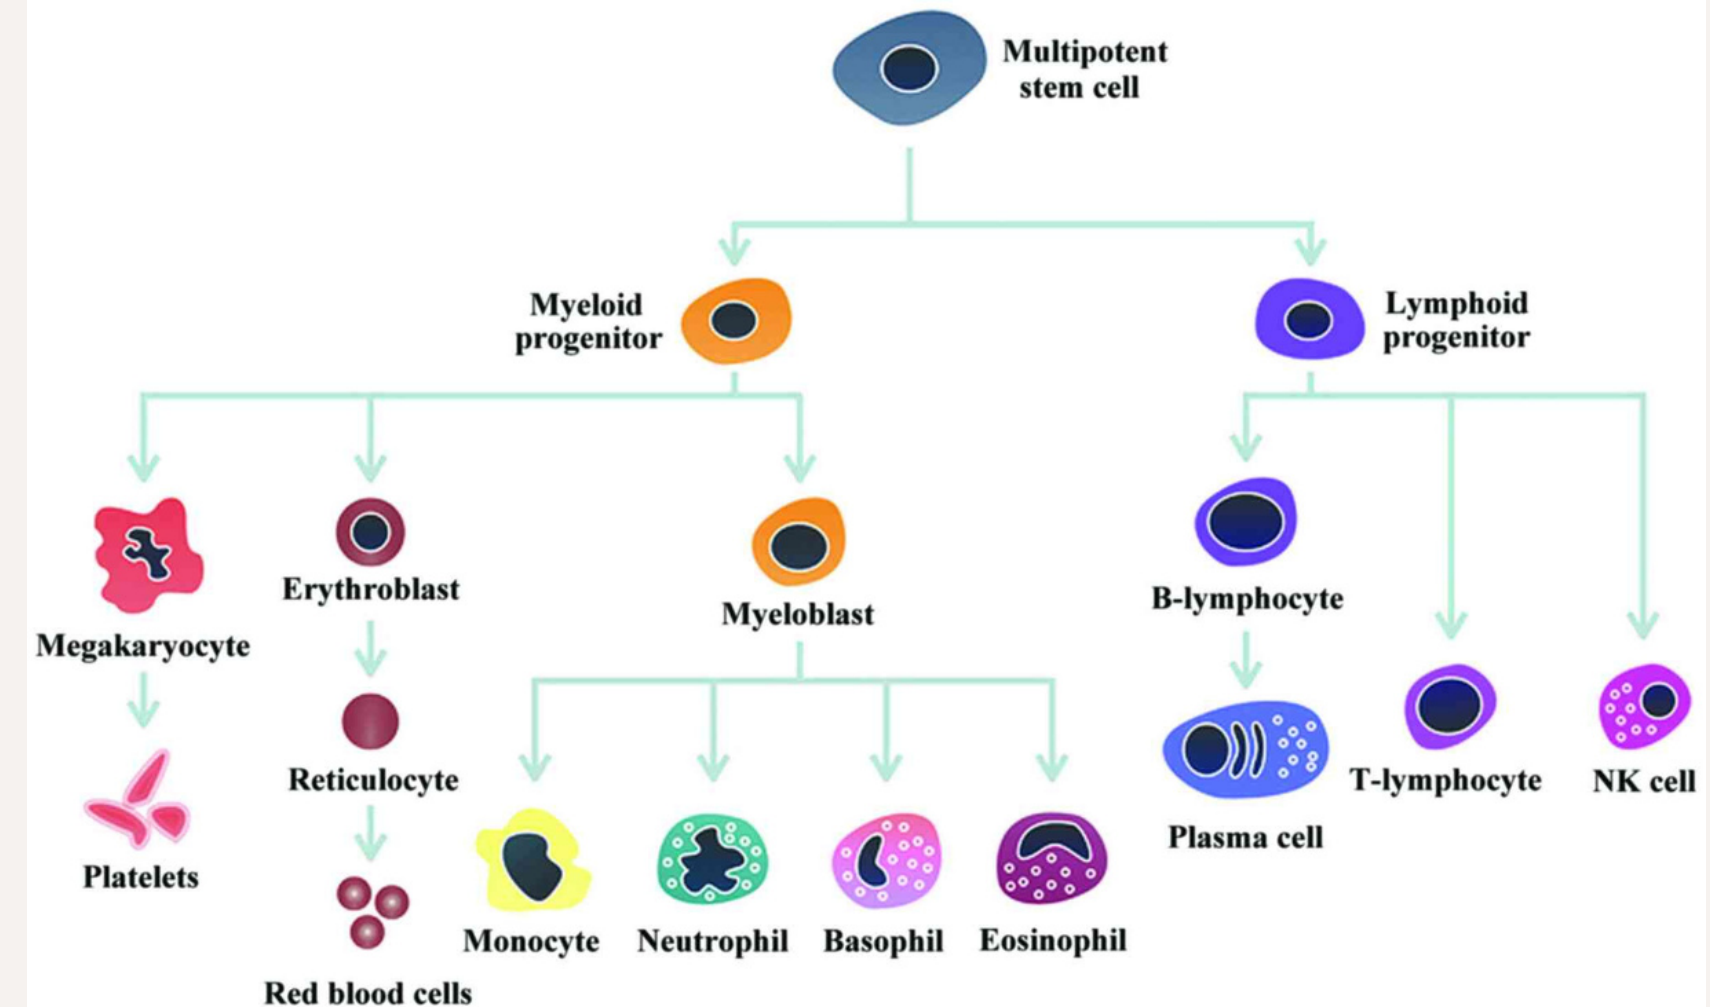 Multipotent
stem cell
Myeloid
progenitor
Lymphoid
progenitor
Megakaryocyte
Erythroblast
Myeloblast
B-lymphocyte
Platelets
Reticulocyte
Red blood cells
Monocyte
Neutrophil
Basophil
Eosinophil
Plasma cell
T-lymphocyte
NK cell